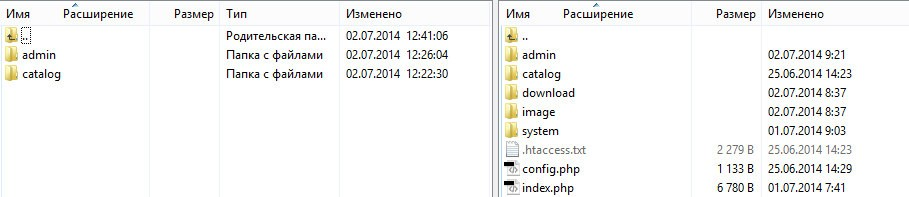 Имя Расширение Размер Тип Изменено
.. Родительская па... 02.07.2014 12:41:06
admin Папка с файлами 02.07.2014 12:26:04
catalog Папка с файлами 02.07.2014 12:22:30
Имя Расширение Размер Изменено
..
admin 02.07.2014 9:21
catalog 25.06.2014 14:23
download 02.07.2014 8:37
image 02.07.2014 8:37
system 01.07.2014 9:03
.htaccess.txt 2 279 B 25.06.2014 14:23
config.php 1 133 B 25.06.2014 14:29
index.php 6 780 B 01.07.2014 7:41